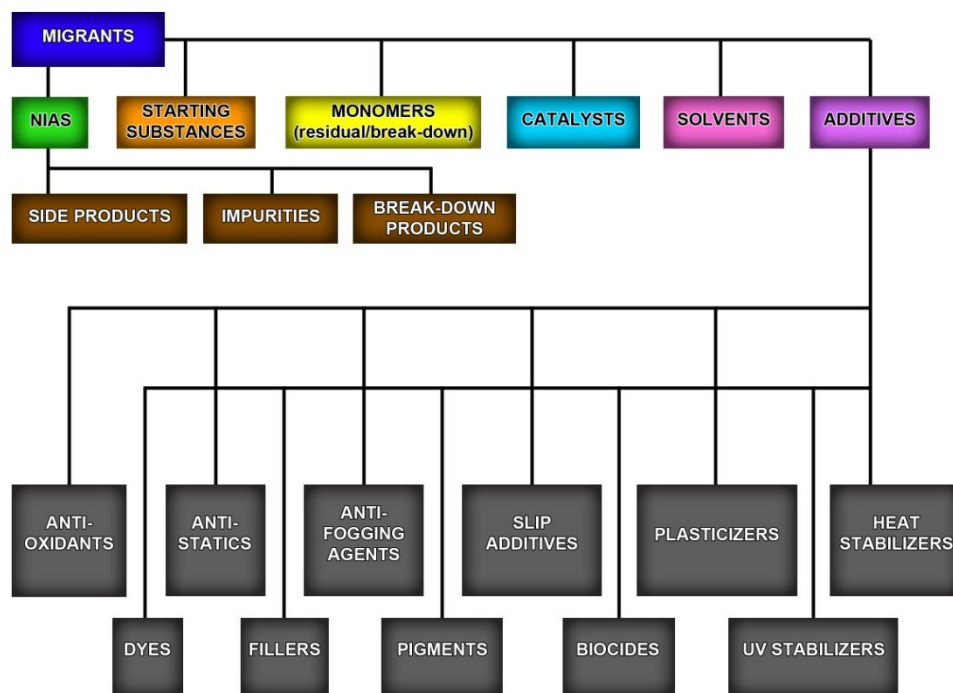 MIGRANTS
NIAS
STARTING
SUBSTANCES
MONOMERS
(residual/break-down)
CATALYSTS
SOLVENTS
ADDITIVES
SIDE PRODUCTS
IMPURITIES
BREAK-DOWN
PRODUCTS
ANTI-
OXIDANTS
ANTI-
STATICS
ANTI-
FOGGING
AGENTS
SLIP
ADDITIVES
PLASTICIZERS
HEAT
STABILIZERS
DYES
FILLERS
PIGMENTS
BIOCIDES
UV STABILIZERS